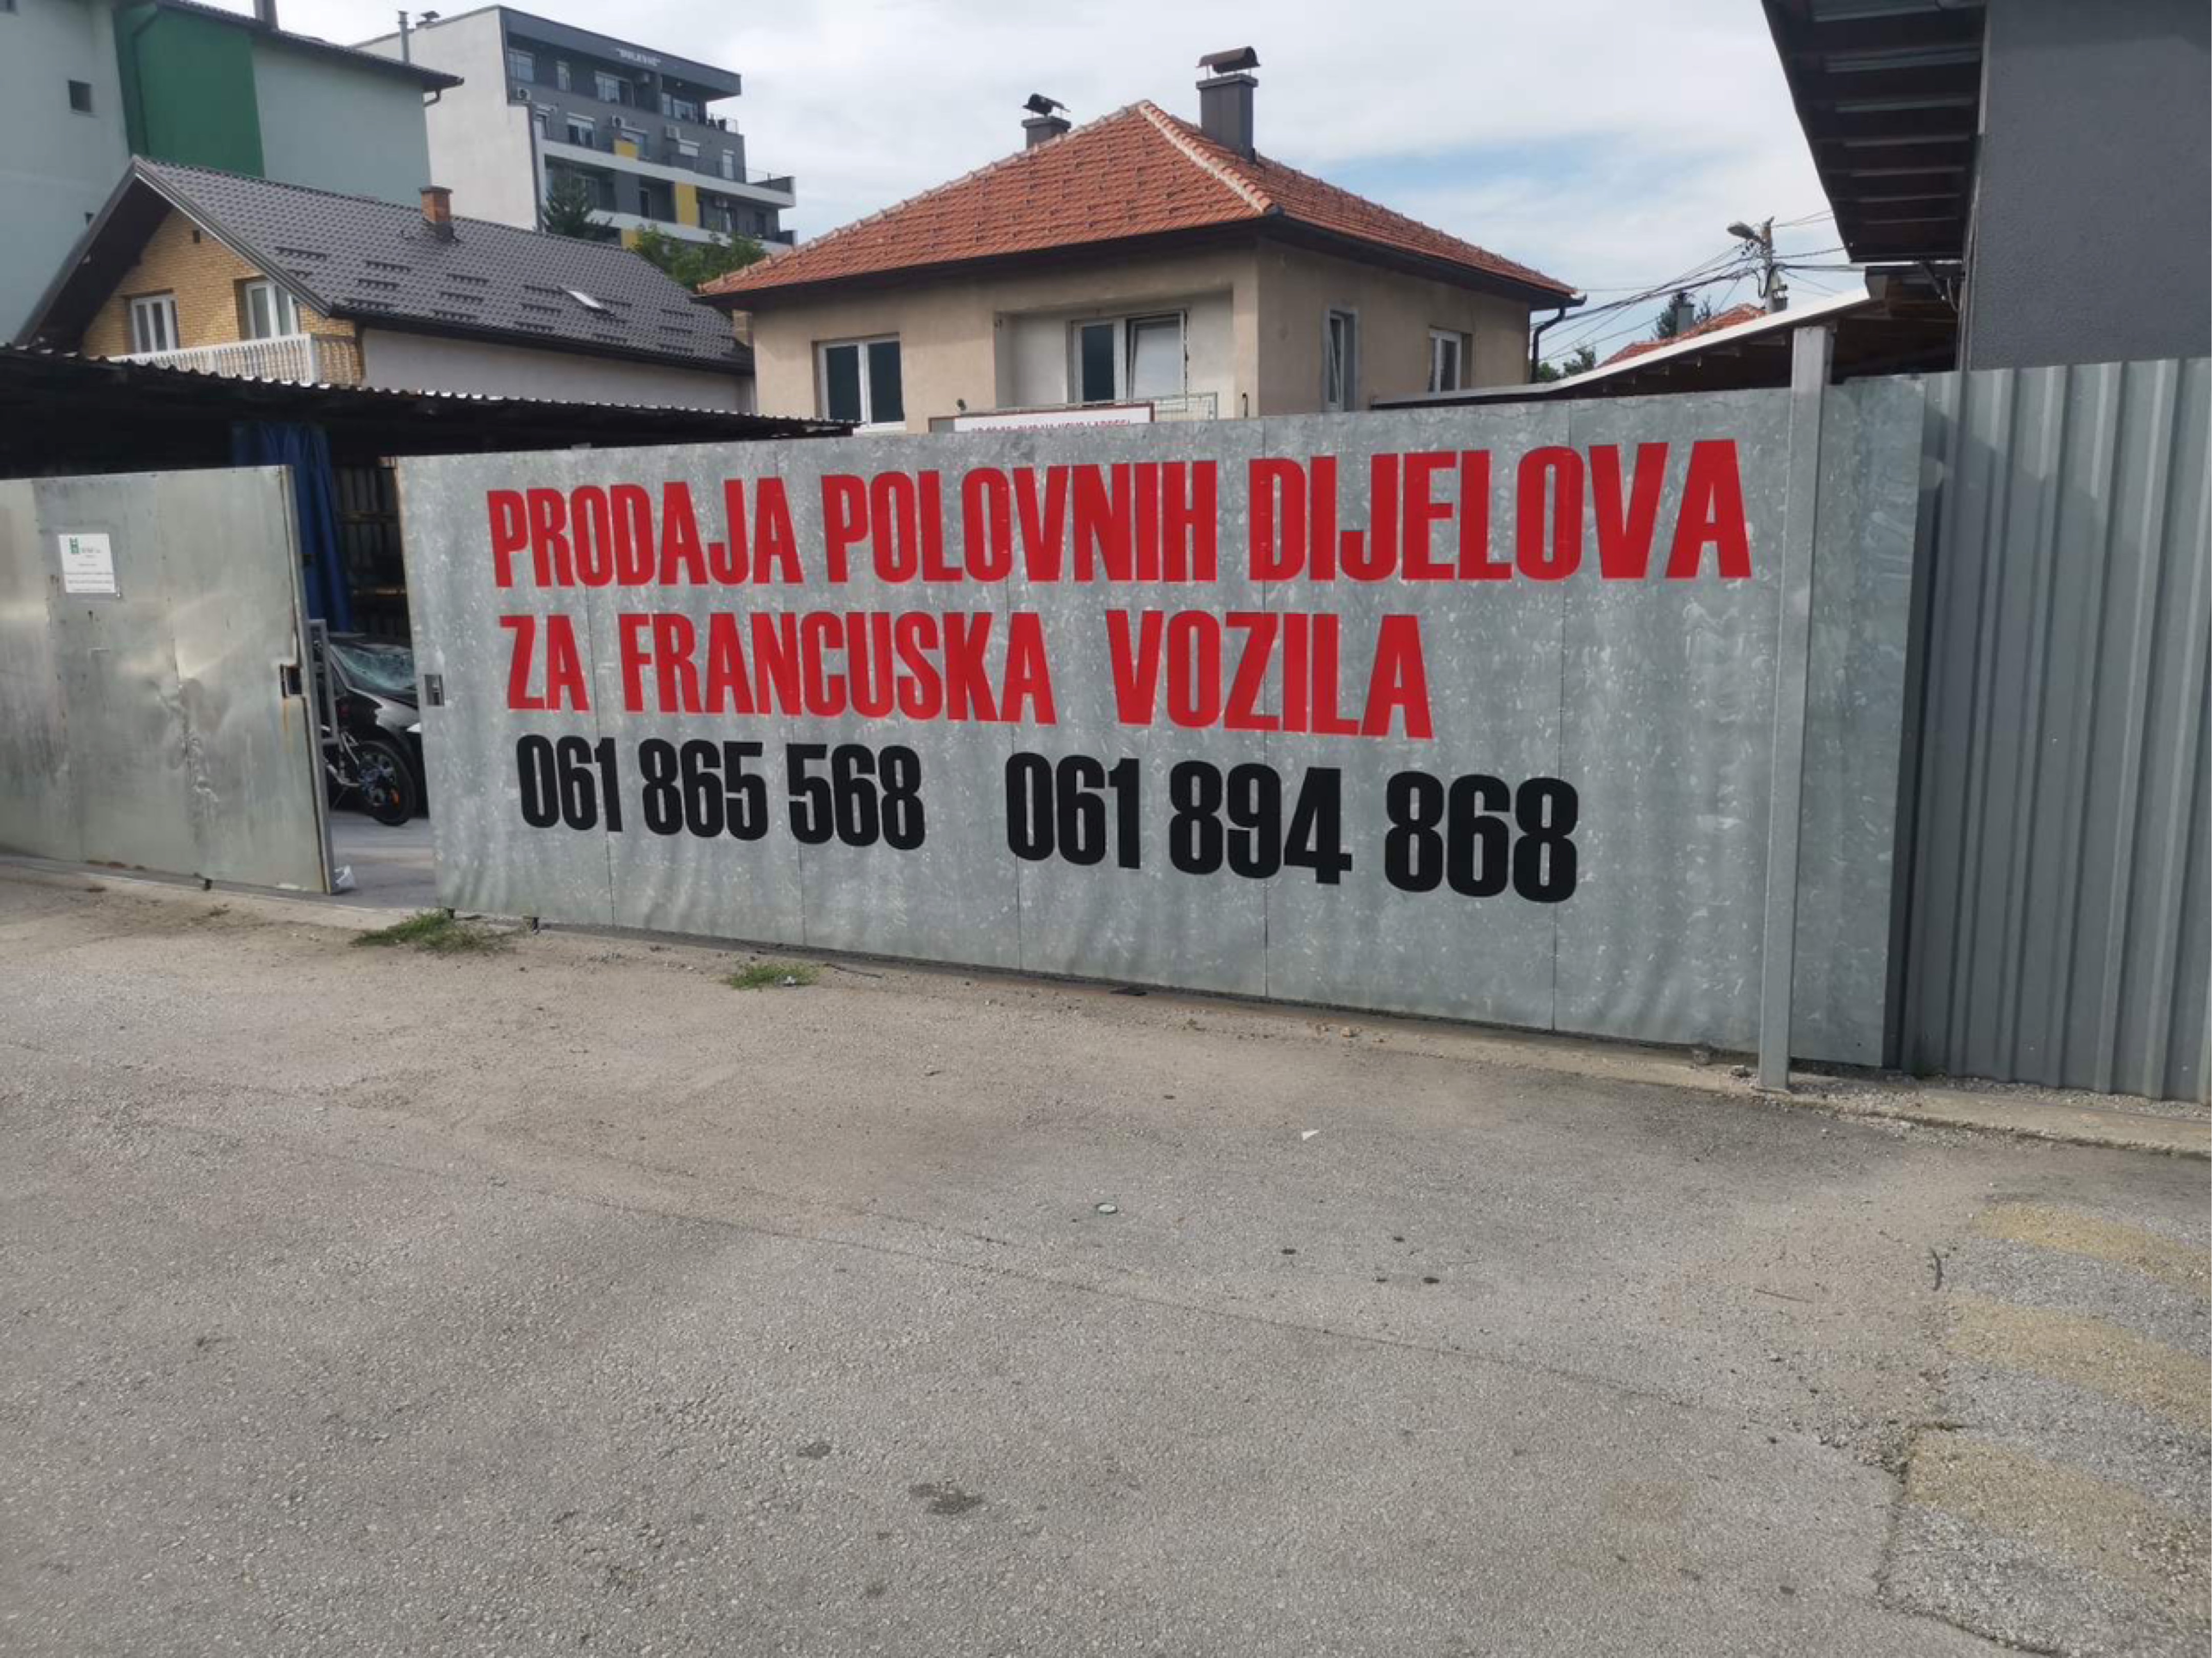 PRODAJA POLOVNIH DIJELOVA
ZA FRANCUSKA VOZILA
061 865 568 061 894 868